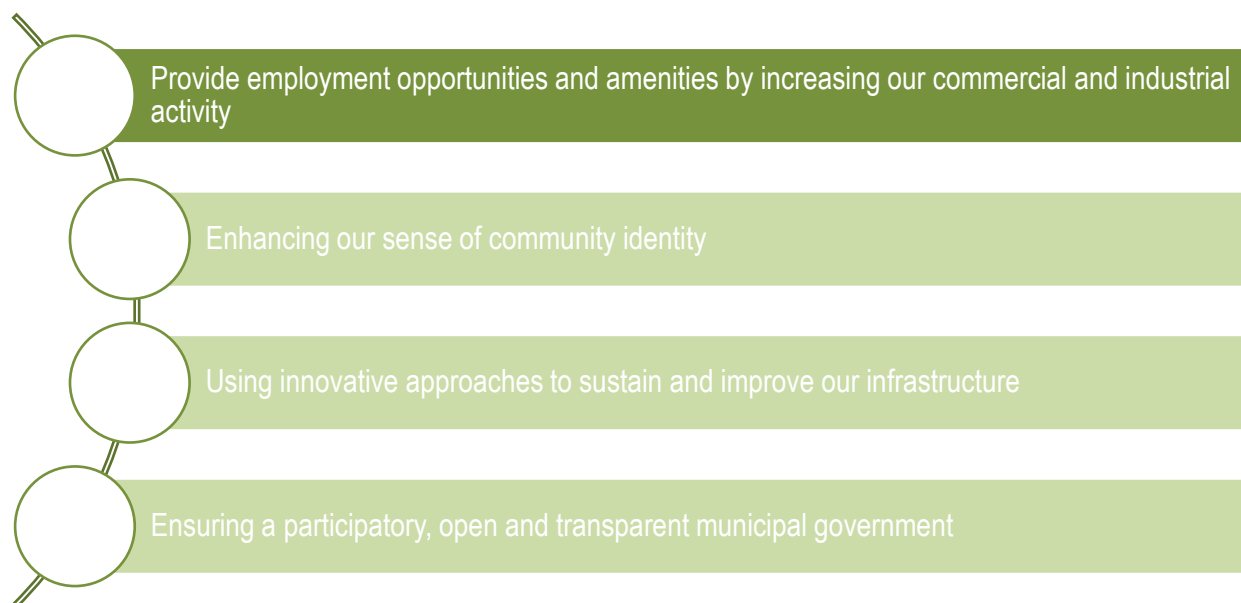 Provide employment opportunities and amenities by increasing our commercial and industrial
activity
Enhancing our sense of community identity
Using innovative approaches to sustain and improve our infrastructure
Ensuring a participatory, open and transparent municipal government